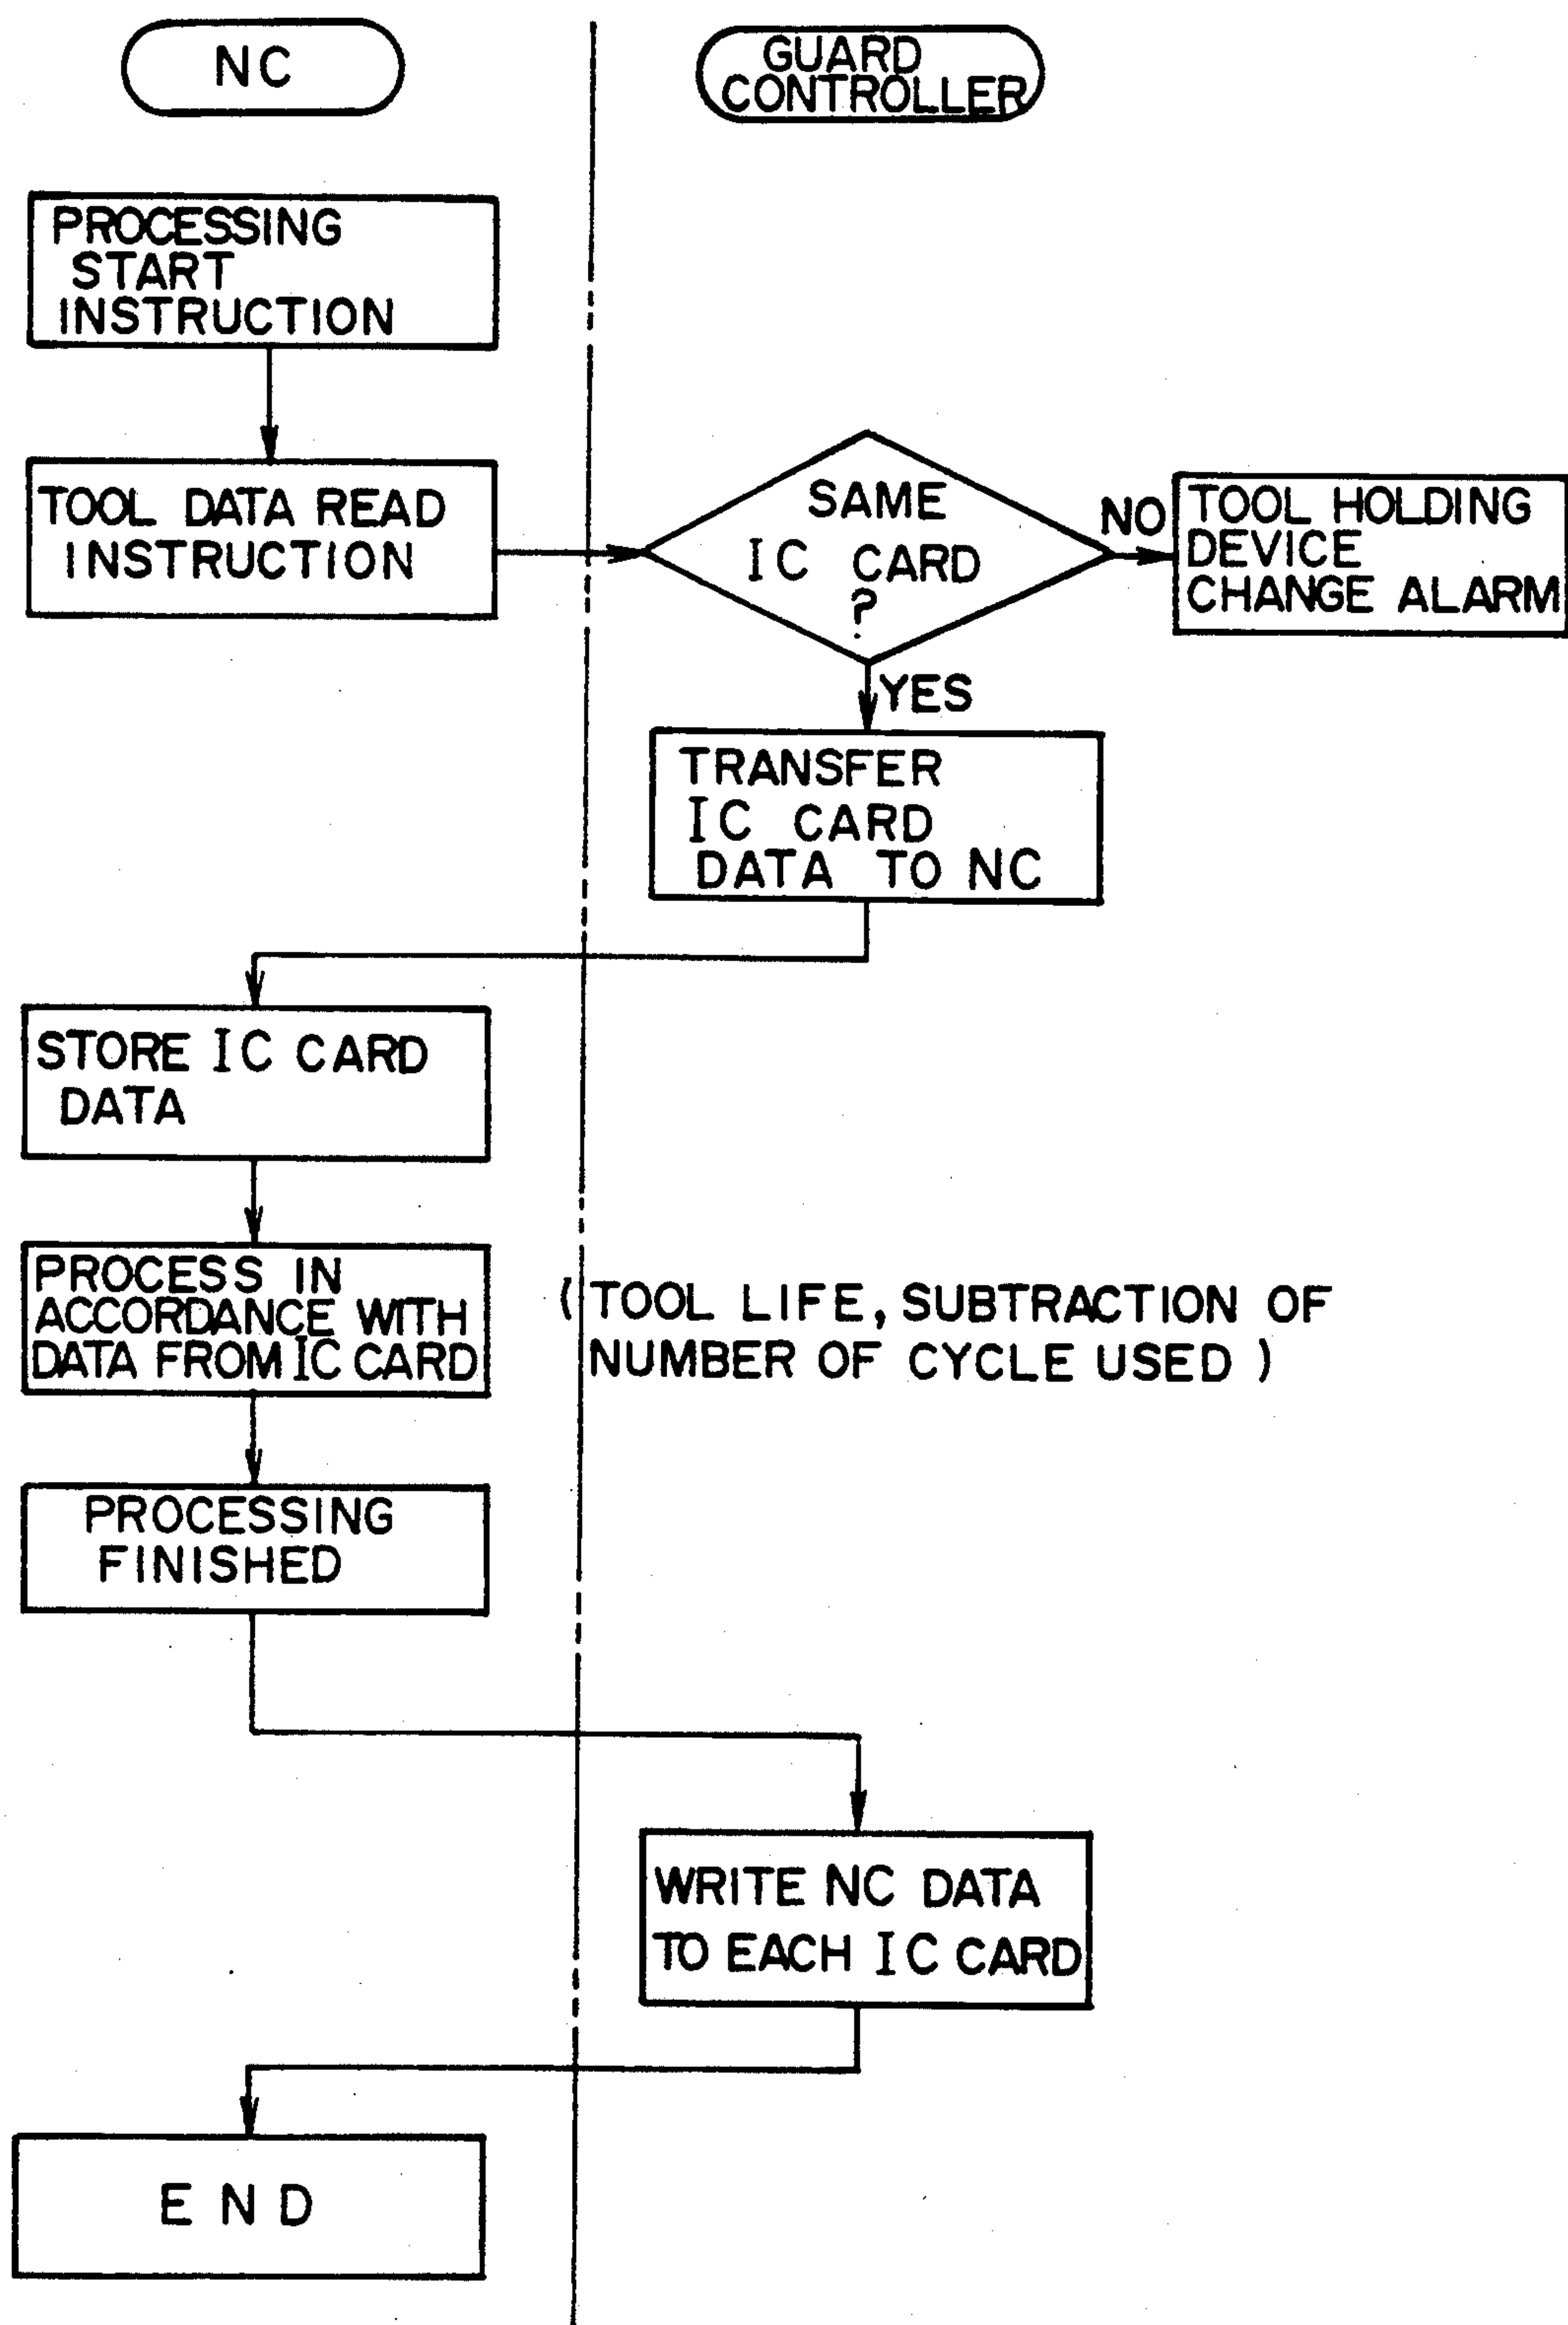 NC
GUARD
CONTROLLER
PROCESSING
START
INSTRUCTION
TOOL DATA READ
INSTRUCTION
SAME
IC CARD
?
NO
TOOL HOLDING
DEVICE
CHANGE ALARM
YES
TRANSFER
IC CARD
DATA TO NC
STORE IC CARD
DATA
PROCESS IN
ACCORDANCE WITH
DATA FROM IC CARD
(TOOL LIFE, SUBTRACTION OF
NUMBER OF CYCLE USED)
PROCESSING
FINISHED
WRITE NC DATA
TO EACH IC CARD
END